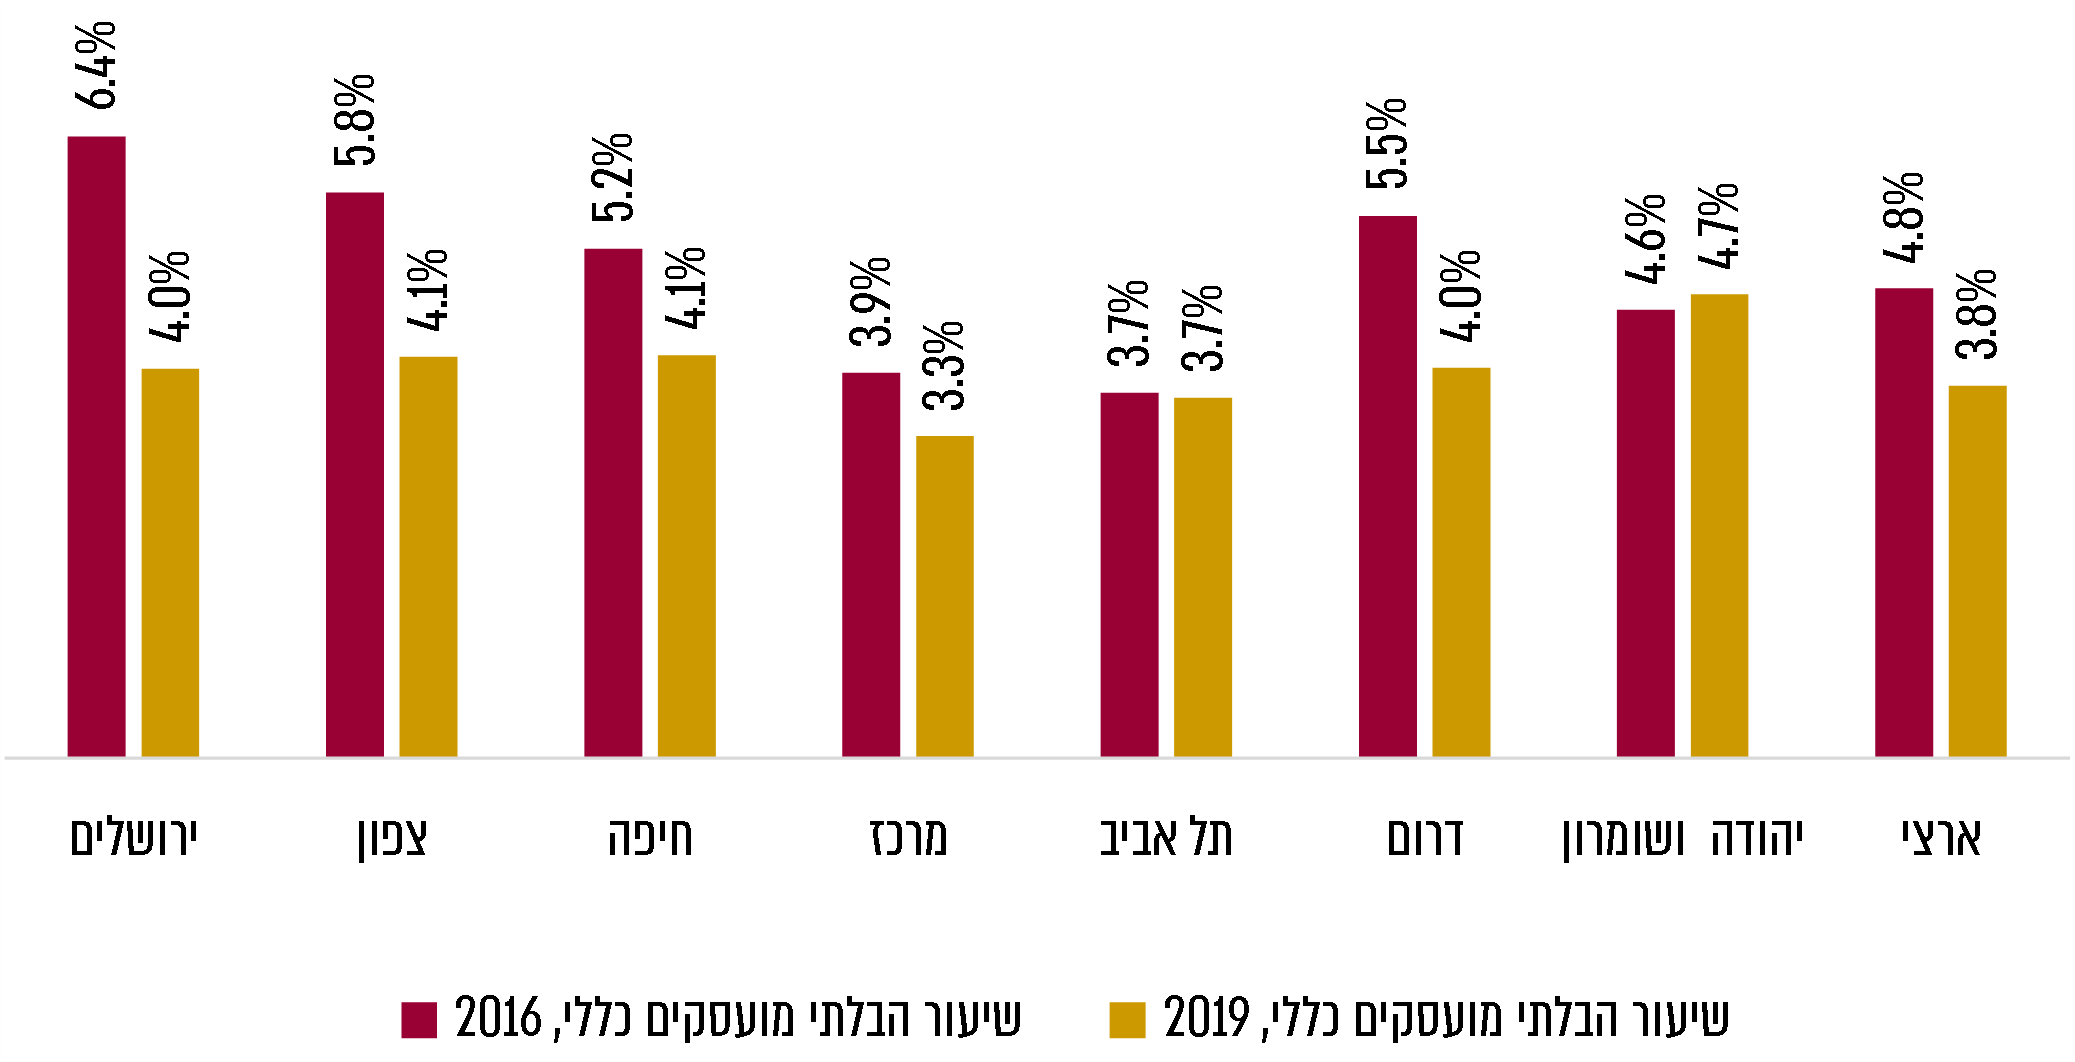 6.4%
4.0%
5.8%
4.1%
5.2%
4.1%
3.9%
3.3%
3.7%
3.7%
5.5%
4.0%
4.6%
4.7%
4.8%
3.8%
ירושלים
צפון
חיפה
מרכז
תל אביב
דרום
יהודה ושומרון
ארצי
שיעור הבלתי מועסקים כללי, 2016
שיעור הבלתי מועסקים כללי, 2019